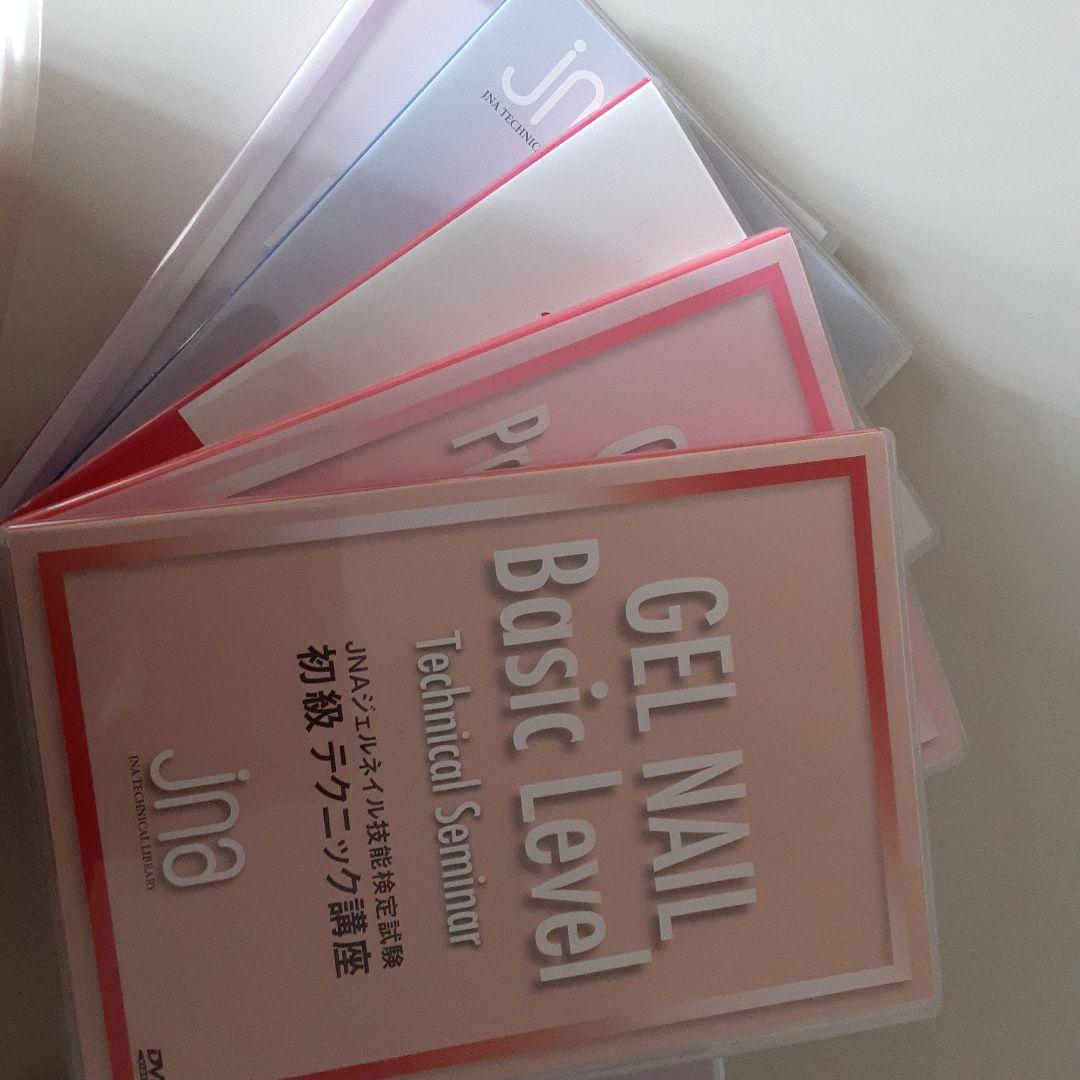 GEL NAIL
Basic Level
Technical Seminar
JNAジェルネイル技能検定試験
初級 テクニック講座
jna
JNA TECHNICAL LIBRARY
jn
JNA TECHNIC